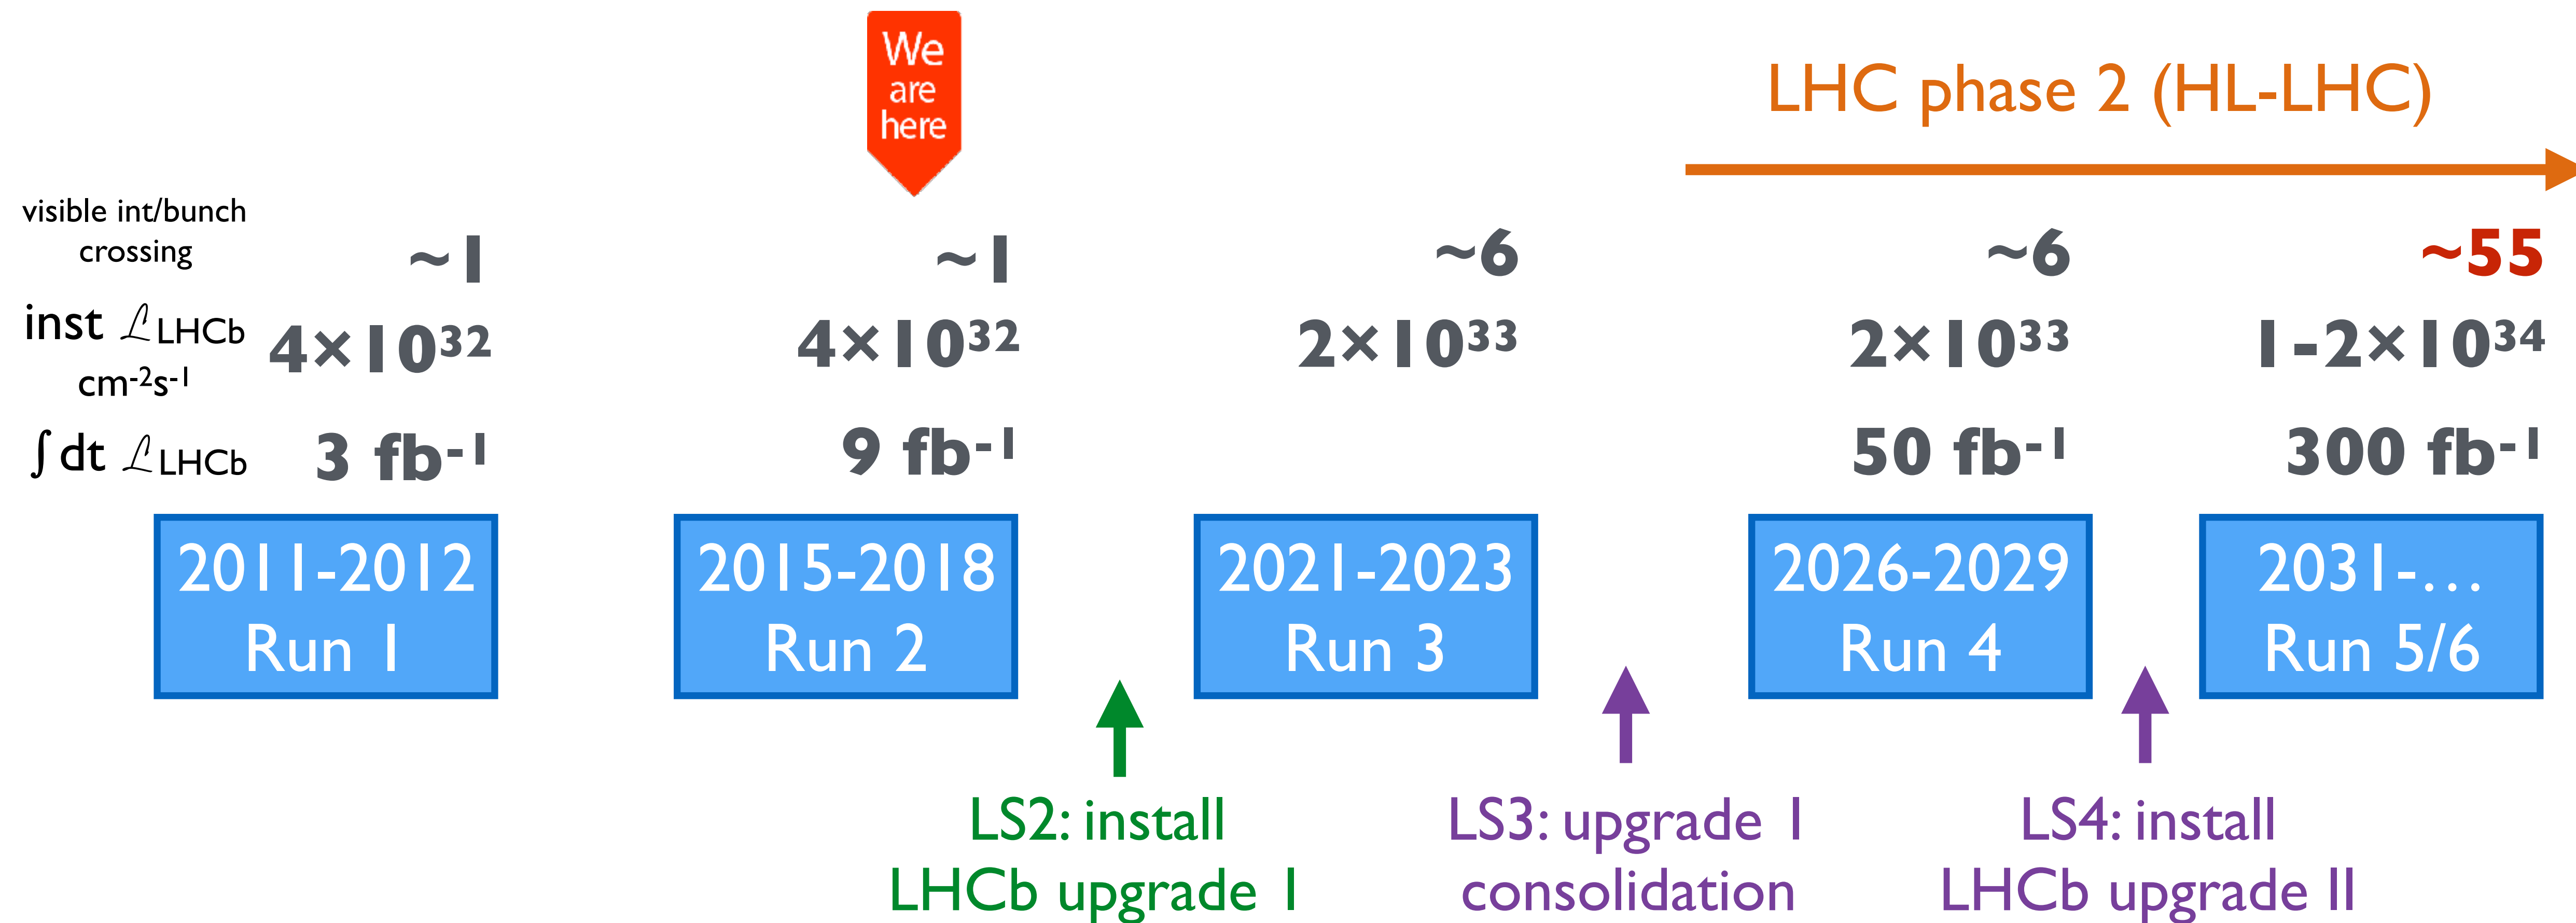 We
are
here
LHC phase 2 (HL-LHC)
visible int/bunch
crossing
~1 ~1 ~6 ~6 ~55
inst ℒLHCb
cm-2s-1
4×10³² 4×10³² 2×10³³ 2×10³³ 1-2×10³⁴
∫dt ℒLHCb 3 fb-1 9 fb-1 50 fb-1 300 fb-1
2011-2012
Run 1
2015-2018
Run 2
2021-2023
Run 3
2026-2029
Run 4
2031-…
Run 5/6
LS2: install
LHCb upgrade 1
LS3: upgrade 1
consolidation
LS4: install
LHCb upgrade II